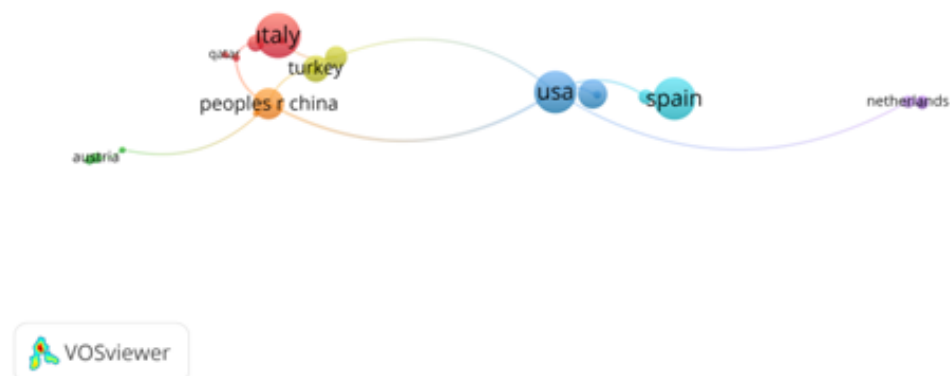 italy
qatar
turkey
peoples r china
usa
spain
netherlands
austria
VOSviewer